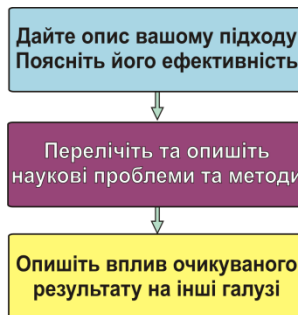 Дайте опис вашому підходу
Поясніть його ефективність
Перелічіть та опишіть
наукові проблеми та методи
Опишіть вплив очикуваного
результату на інші галузі